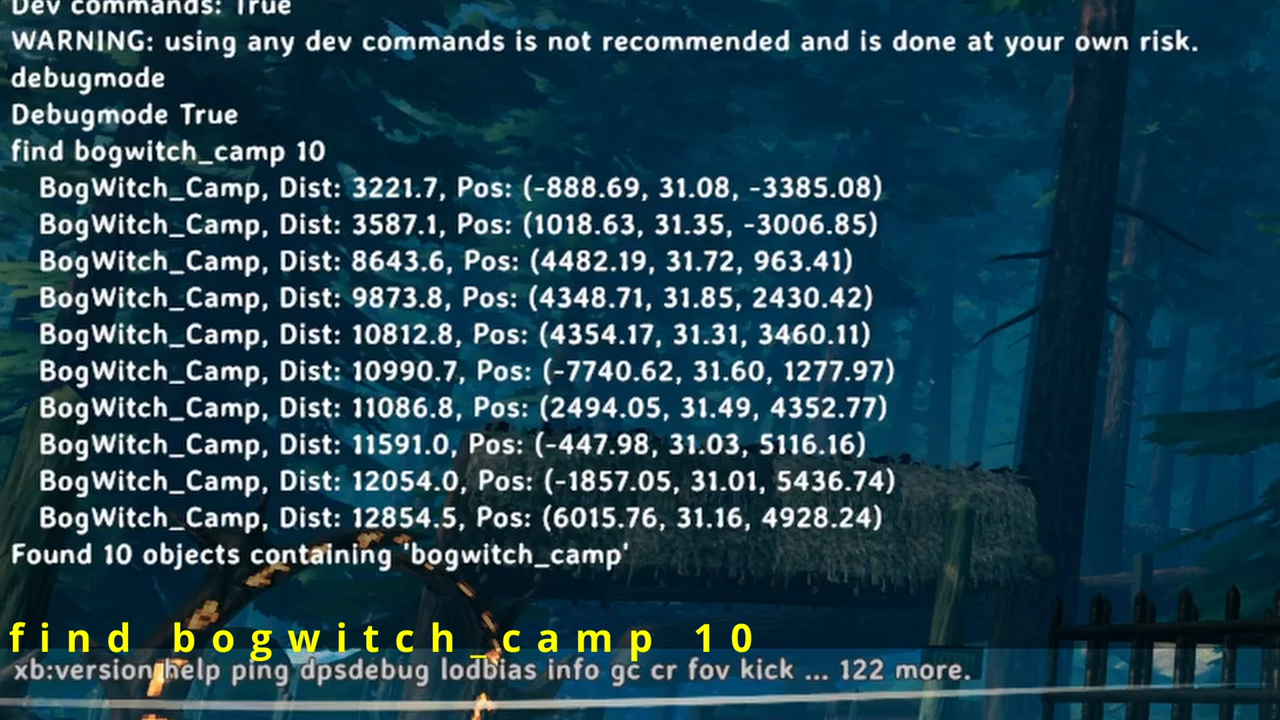 Dev commands: True
WARNING: using any dev commands is not recommended and is done at your own risk.
debugmode
Debugmode True
find bogwitch_camp 10
BogWitch_Camp, Dist: 3221.7, Pos: (-888.69, 31.08, -3385.08)
BogWitch_Camp, Dist: 3587.1, Pos: (1018.63, 31.35, -3006.85)
BogWitch_Camp, Dist: 8643.6, Pos: (4482.19, 31.72, 963.41)
BogWitch_Camp, Dist: 9873.8, Pos: (4348.71, 31.85, 2430.42)
BogWitch_Camp, Dist: 10812.8, Pos: (4354.17, 31.31, 3460.11)
BogWitch_Camp, Dist: 10990.7, Pos: (-7740.62, 31.60, 1277.97)
BogWitch_Camp, Dist: 11086.8, Pos: (2494.05, 31.49, 4352.77)
BogWitch_Camp, Dist: 11591.0, Pos: (-447.98, 31.03, 5116.16)
BogWitch_Camp, Dist: 12054.0, Pos: (-1857.05, 31.01, 5436.74)
BogWitch_Camp, Dist: 12854.5, Pos: (6015.76, 31.16, 4928.24)
Found 10 objects containing 'bogwitch_camp'
find bogwitch_camp 10
xb:version help ping dpsdebug lodbias info gc cr fov kick ... 122 more.